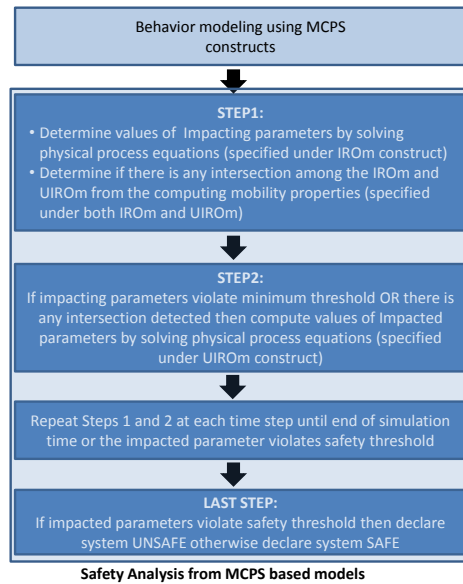 Behavior modeling using MCPS
constructs
STEP1:
• Determine values of Impacting parameters by solving
physical process equations (specified under IROm construct)
• Determine if there is any intersection among the IROm and
UIROm from the computing mobility properties (specified
under both IROm and UIROm)
STEP2:
If impacting parameters violate minimum threshold OR there is
any intersection detected then compute values of Impacted
parameters by solving physical process equations (specified
under UIROm construct)
Repeat Steps 1 and 2 at each time step until end of simulation
time or the impacted parameter violates safety threshold
LAST STEP:
If impacted parameters violate safety threshold then declare
system UNSAFE otherwise declare system SAFE
Safety Analysis from MCPS based models